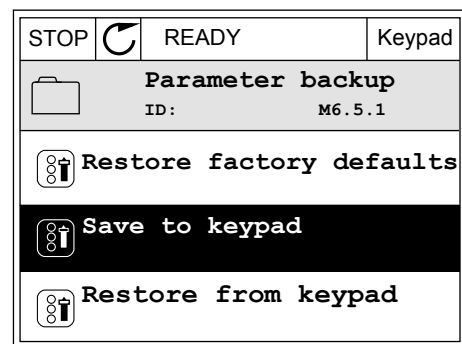 STOP READY Keypad
Parameter backup
ID: M6.5.1
Restore factory defaults
Save to keypad
Restore from keypad